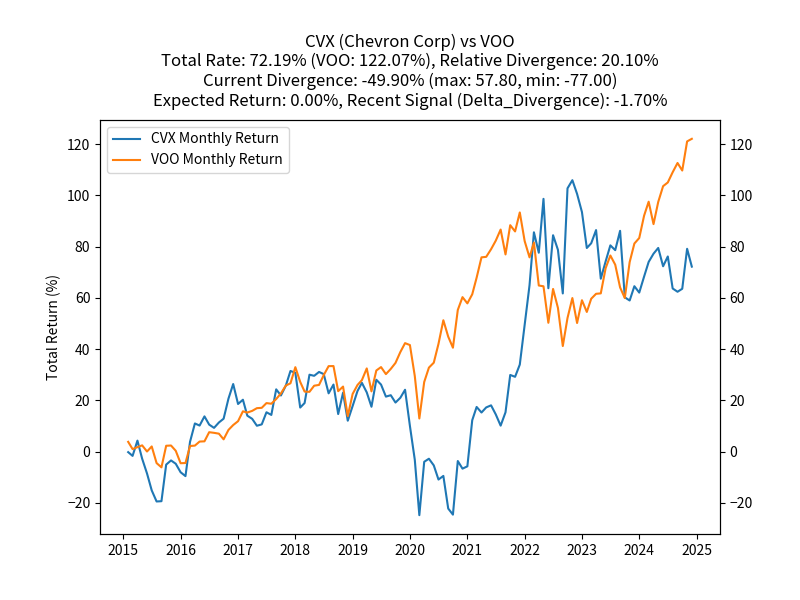 CVX (Chevron Corp) vs VOO
Total Rate: 72.19% (VOO: 122.07%), Relative Divergence: 20.10%
Current Divergence: -49.90% (max: 57.80, min: -77.00)
Expected Return: 0.00%, Recent Signal (Delta_Divergence): -1.70%
CVX Monthly Return
VOO Monthly Return
Total Return (%)
120
100
80
60
40
20
0
−20
120
100
80
60
40
20
0
−20
2015 2016 2017 2018 2019 2020 2021 2022 2023 2024 2025